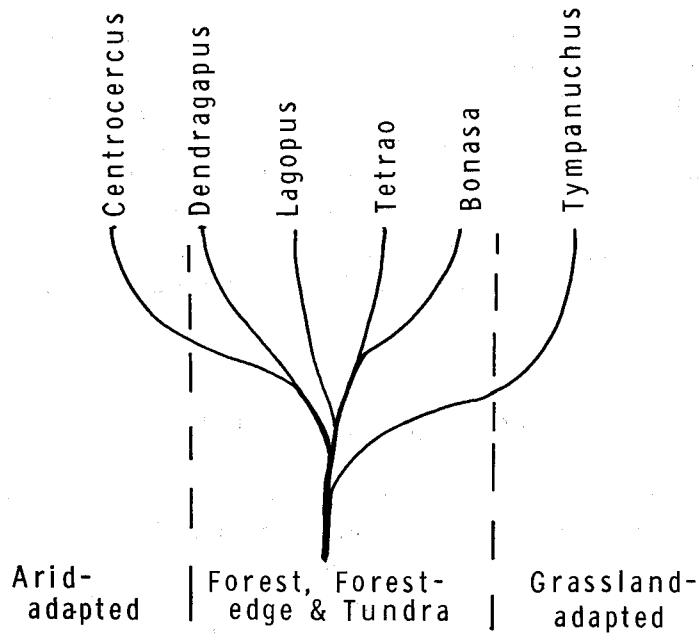 Centrocercus
Dendragapus
Lagopus
Tetrao
Bonasa
Tympanuchus
Arid-
adapted
Forest, Forest-
edge & Tundra
Grassland-
adapted